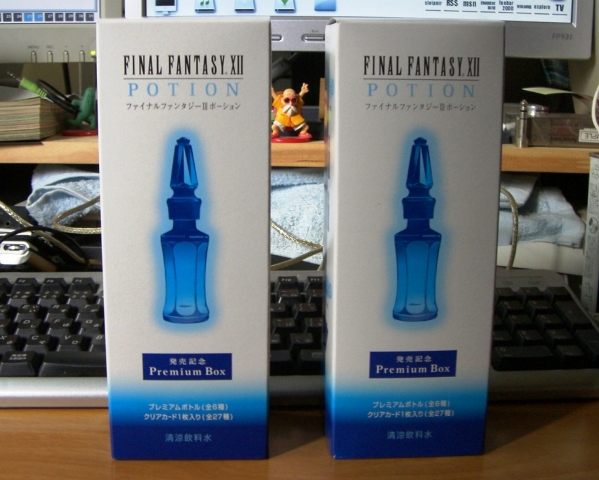 FINAL FANTASY. XII
POTION
ファイナルファンタジーXIIポーション
発売記念
Premium Box
プレミアムボトル(全6種)
クリアカード1枚入り(全27種)
清涼飲料水
FINAL FANTASY. XII
POTION
ファイナルファンタジーXIIポーション
発売記念
Premium Box
プレミアムボトル(全6種)
クリアカード1枚入り(全27種)
清涼飲料水
RSS
TV